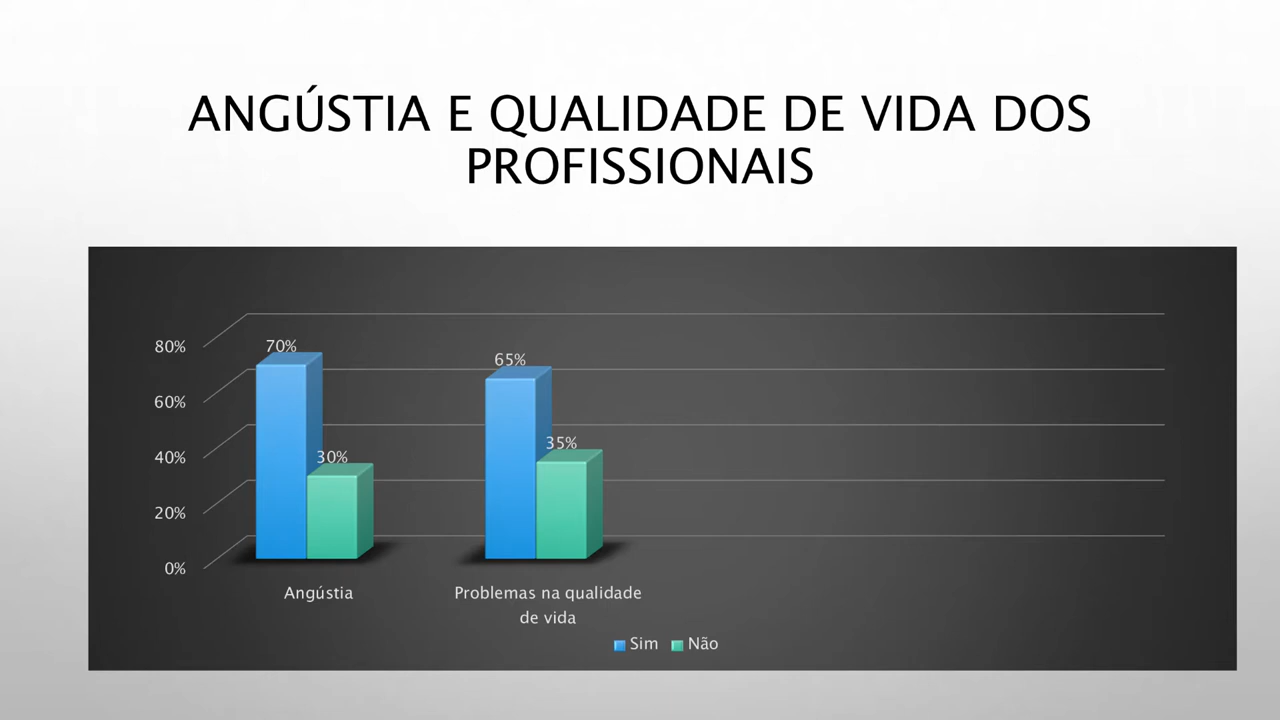 ANGÚSTIA E QUALIDADE DE VIDA DOS
PROFISSIONAIS
80%
60%
40%
20%
0%
70%
30%
65%
35%
Angústia
Problemas na qualidade
de vida
Sim Não